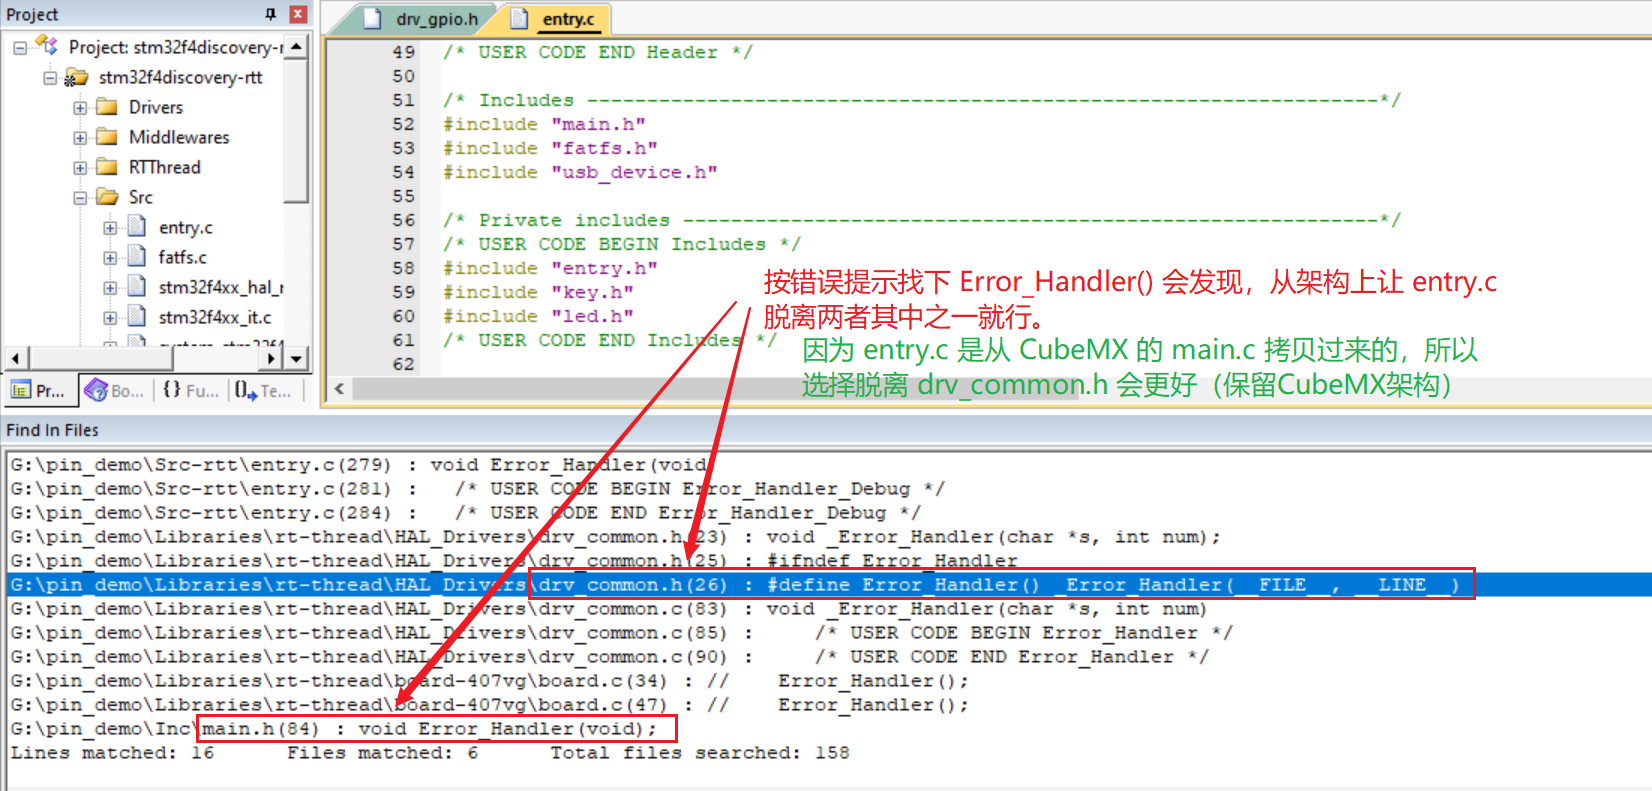 Project
Project: stm32f4discovery-r
stm32f4discovery-rtt
Drivers
Middlewares
RTThread
Src
entry.c
fatfs.c
stm32f4xx_hal_r
stm32f4xx_it.c
Pr...
Bo...
{} Fu...
Te...
drv_gpio.h
entry.c
49 /* USER CODE END Header */
50
51 /* Includes ------------------------------------------------------------------*/
52 #include "main.h"
53 #include "fatfs.h"
54 #include "usb_device.h"
55
56 /* Private includes ----------------------------------------------------------*/
57 /* USER CODE BEGIN Includes */
58 #include "entry.h"
59 #include "key.h"
60 #include "led.h"
61 /* USER CODE END Includes */
62
按错误提示找下 Error_Handler() 会发现，从架构上让 entry.c
脱离两者其中之一就行。
因为 entry.c 是从 CubeMX 的 main.c 拷贝过来的，所以
选择脱离 drv_common.h 会更好（保留CubeMX架构）
Find In Files
G:\pin_demo\Src-rtt\entry.c(279) : void Error_Handler(void
G:\pin_demo\Src-rtt\entry.c(281) :   /* USER CODE BEGIN Error_Handler_Debug */
G:\pin_demo\Src-rtt\entry.c(284) :   /* USER CODE END Error_Handler_Debug */
G:\pin_demo\Libraries\rt-thread\HAL_Drivers\drv_common.h(23) : void _Error_Handler(char *s, int num);
G:\pin_demo\Libraries\rt-thread\HAL_Drivers\drv_common.h(25) : #ifndef Error_Handler
G:\pin_demo\Libraries\rt-thread\HAL_Drivers\drv_common.h(26) : #define Error_Handler() _Error_Handler(__FILE__, __LINE__)
G:\pin_demo\Libraries\rt-thread\HAL_Drivers\drv_common.c(83) : void _Error_Handler(char *s, int num)
G:\pin_demo\Libraries\rt-thread\HAL_Drivers\drv_common.c(85) :     /* USER CODE BEGIN Error_Handler */
G:\pin_demo\Libraries\rt-thread\HAL_Drivers\drv_common.c(90) :     /* USER CODE END Error_Handler */
G:\pin_demo\Libraries\rt-thread\board-407vg\board.c(34) : //    Error_Handler();
G:\pin_demo\Libraries\rt-thread\board-407vg\board.c(47) : //    Error_Handler();
G:\pin_demo\Inc\main.h(84) : void Error_Handler(void);
Lines matched: 16      Files matched: 6      Total files searched: 158